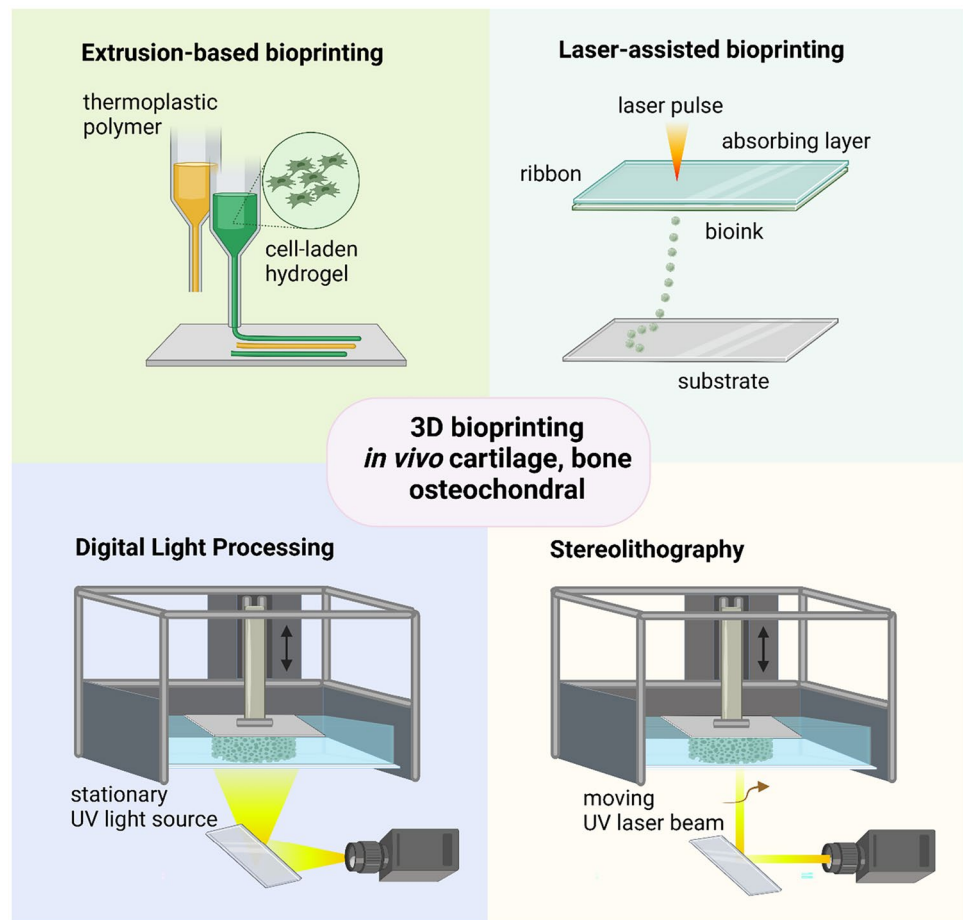 Extrusion-based bioprinting
thermoplastic
polymer
cell-laden
hydrogel
Laser-assisted bioprinting
laser pulse
absorbing layer
ribbon
bioink
substrate
3D bioprinting
in vivo cartilage, bone
osteochondral
Digital Light Processing
stationary
UV light source
Stereolithography
moving
UV laser beam